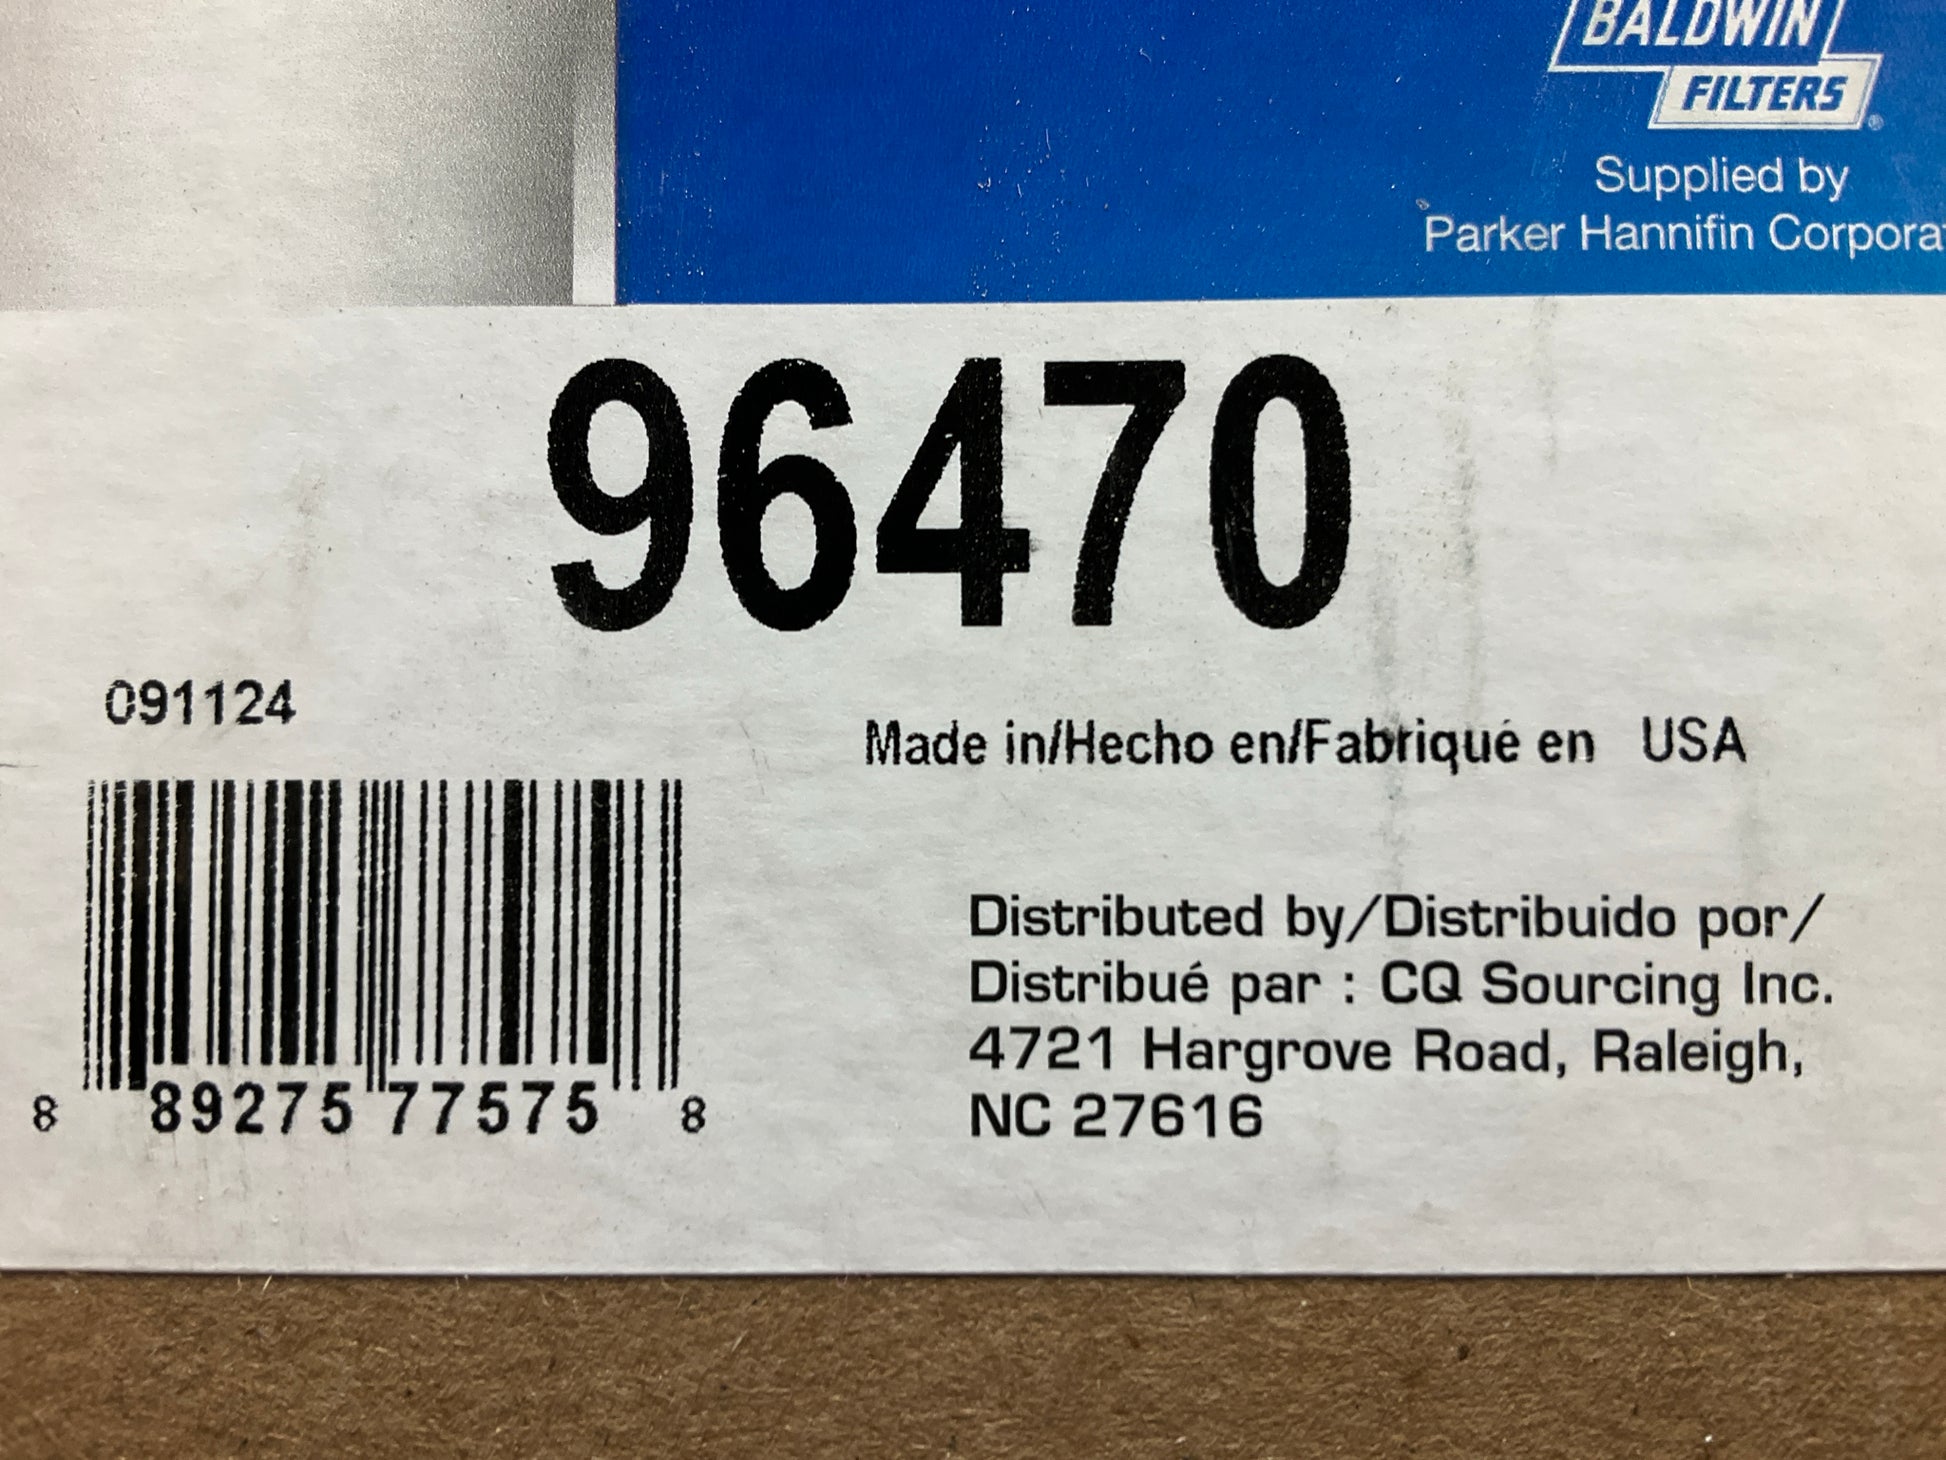 BALDWIN
FILTERS®
Supplied by
Parker Hannifin
96470
091124
Made in/Hecho en/Fabriqué en USA
Distributed by/Distribuido por/
Distribué par : CQ Sourcing Inc.
4721 Hargrove Road, Raleigh,
NC 27616
8 89275 77575 8